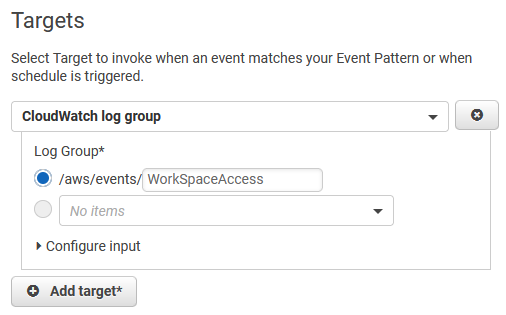 Targets
Select Target to invoke when an event matches your Event Pattern or when
schedule is triggered.
CloudWatch log group
Log Group*
/aws/events/ WorkSpaceAccess
No items
Configure input
Add target*